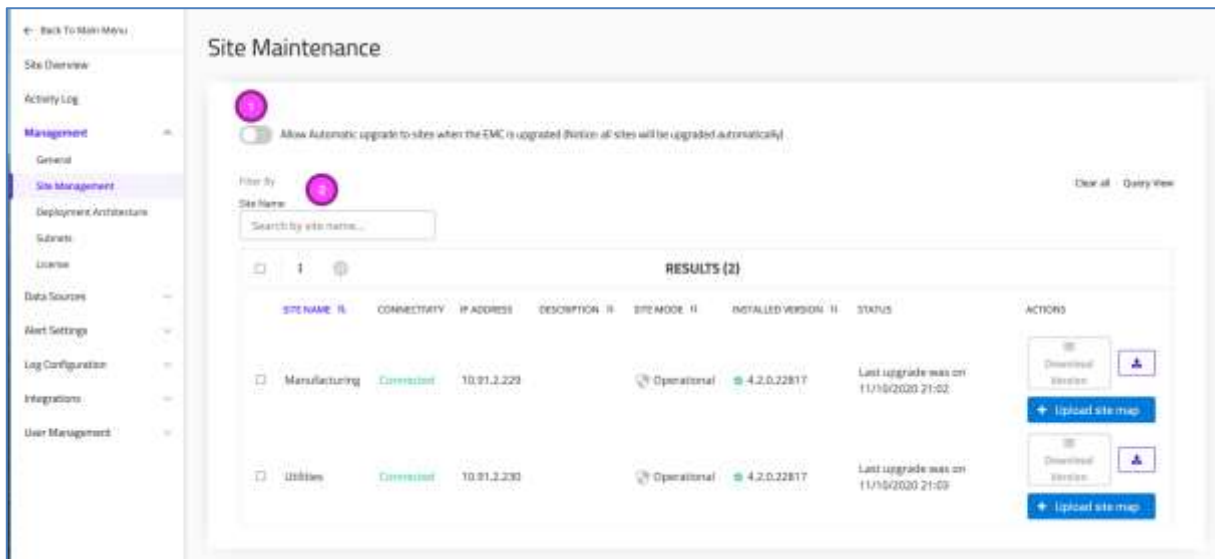 ← Back To Main Menu
Site Overview
Activity Log
Management
General
Site Management
Deployment Architecture
Subnets
License
Data Sources
Alert Settings
Log Configuration
Integrations
User Management
Site Maintenance
1
Allow Automatic upgrade to sites when the EMC is upgraded (Notice: all sites will be upgraded automatically)
Filter By
2
Clear all Query View
Site Name
Search by site name...
RESULTS (2)
SITE NAME CONNECTIVITY IP ADDRESS DESCRIPTION SITE MODE INSTALLED VERSION STATUS ACTIONS
Manufacturing Connected 10.91.2.229 Operational 4.2.0.22817 Last upgrade was on
11/10/2020 21:02
Download
Version
+ Upload site map
Utilities Connected 10.91.2.230 Operational 4.2.0.22817 Last upgrade was on
11/10/2020 21:03
Download
Version
+ Upload site map